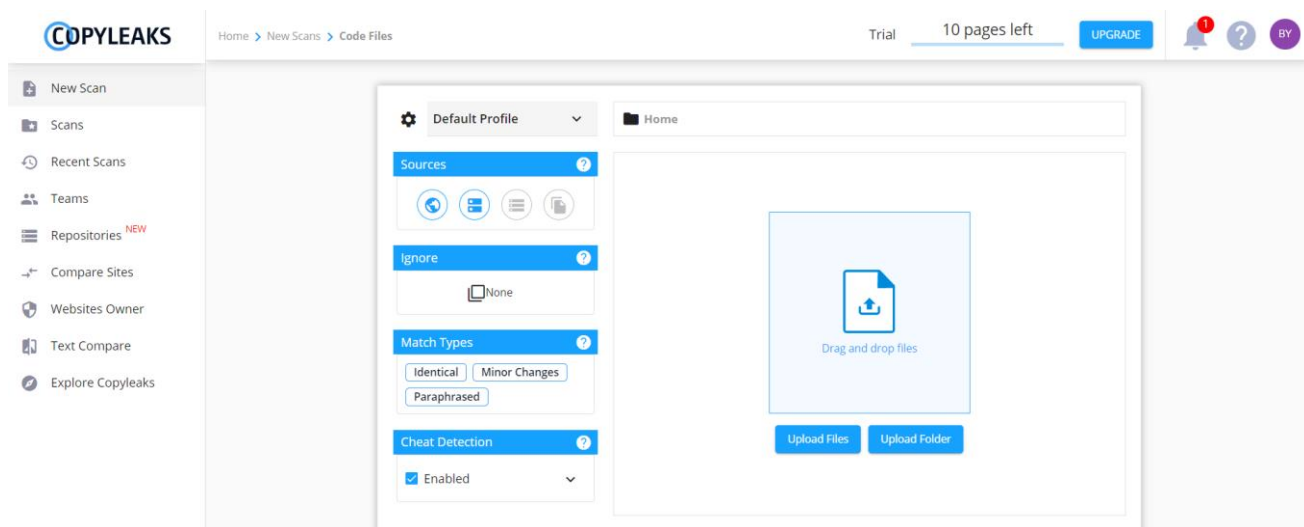 COPYLEAKS
Home > New Scans > Code Files
Trial
10 pages left
UPGRADE
1
?
BY
New Scan
Scans
Recent Scans
Teams
Repositories NEW
Compare Sites
Websites Owner
Text Compare
Explore Copyleaks
Default Profile
Home
Sources ?
Ignore ?
None
Match Types ?
Identical Minor Changes
Paraphrased
Cheat Detection ?
Enabled
Drag and drop files
Upload Files Upload Folder